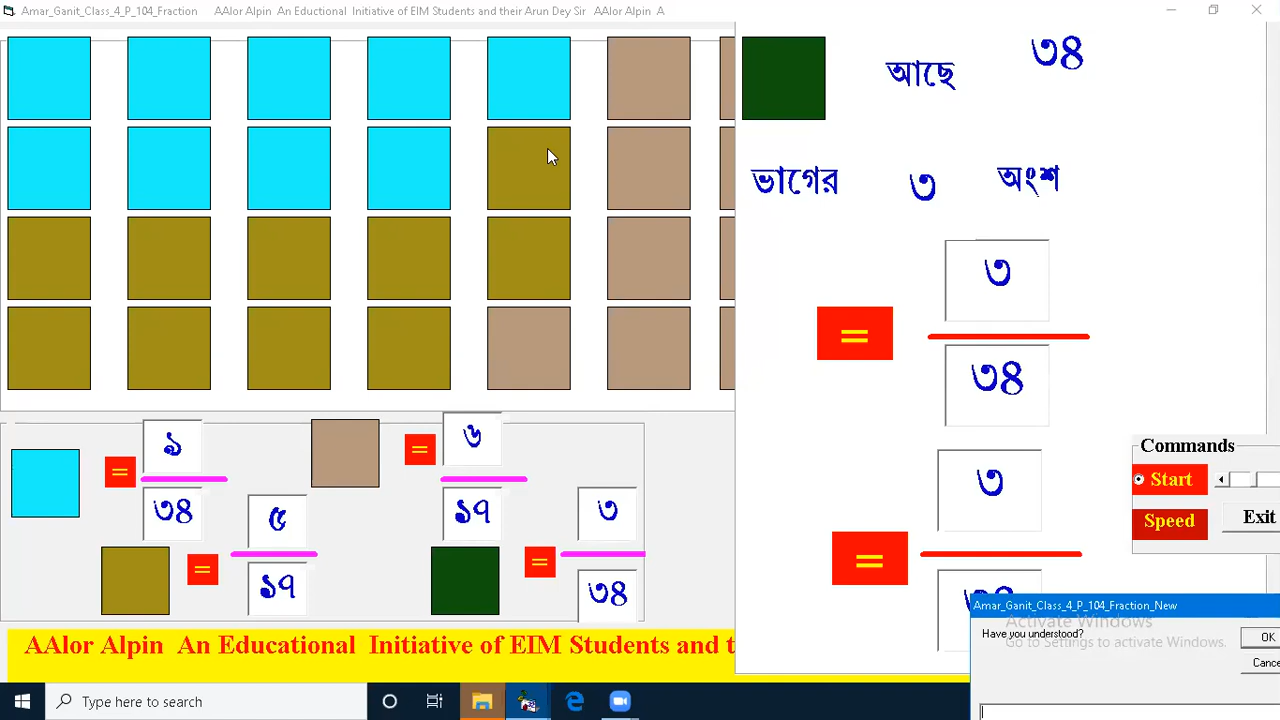 Amar_Ganit_Class_4_P_104_Fraction AAlor Alpin An Eductional Initiative of EIM Students and their Arun Dey Sir AAlor Alpin A
আছে ৩৪
ভাগের ৩ অংশ
৩
=
৩৪
৩
=
৯
=
৩৪
৬
=
১৭
৫
=
১৭
৩
=
৩৪
Commands
Start
Speed
Exit
AAlor Alpin An Educational Initiative of EIM Students and t
Amar_Ganit_Class_4_P_104_Fraction_New
Have you understood?
OK
Cance
Activate Windows
Go to Settings to activate Windows.
Type here to search